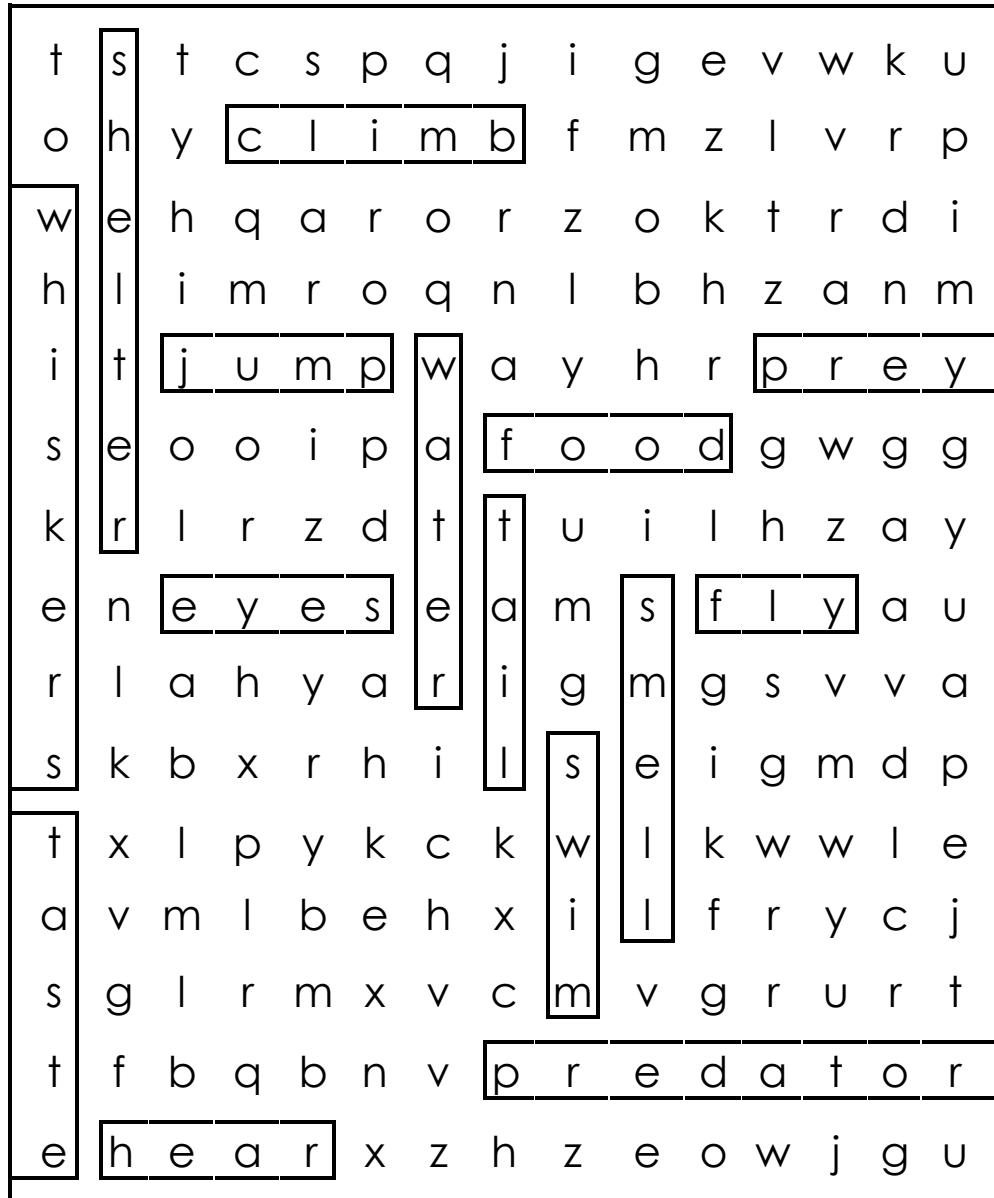 t s t c s p q j i g e v w k u
o h y c l i m b f m z l v r p
w e h q a r o r z o k t r d i
h l i m r o q n l b h z a n m
i t j u m p w a y h r p r e y
s e o o i p a f o o d g w g g
k r l r z d t t u i l h z a y
e n e y e s e a m s f l y a u
r l a h y a r i g m g s v v a
s k b x r h i l s e i g m d p
t x l p y k c k w l k w w l e
a v m l b e h x i l f r y c j
s g l r m x v c m v g r u r t
t f b q b n v p r e d a t o r
e h e a r x z h z e o w j g u